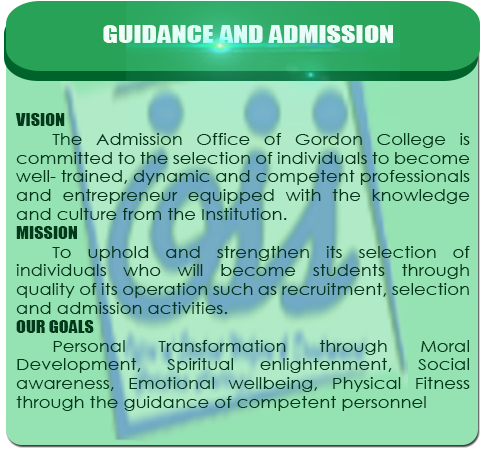 GUIDANCE AND ADMISSION
VISION
The Admission Office of Gordon College is
committed to the selection of individuals to become
well- trained, dynamic and competent professionals
and entrepreneur equipped with the knowledge
and culture from the Institution.
MISSION
To uphold and strengthen its selection of
individuals who will become students through
quality of its operation such as recruitment, selection
and admission activities.
OUR GOALS
Personal Transformation through Moral
Development, Spiritual enlightenment, Social
awareness, Emotional wellbeing, Physical Fitness
through the guidance of competent personnel